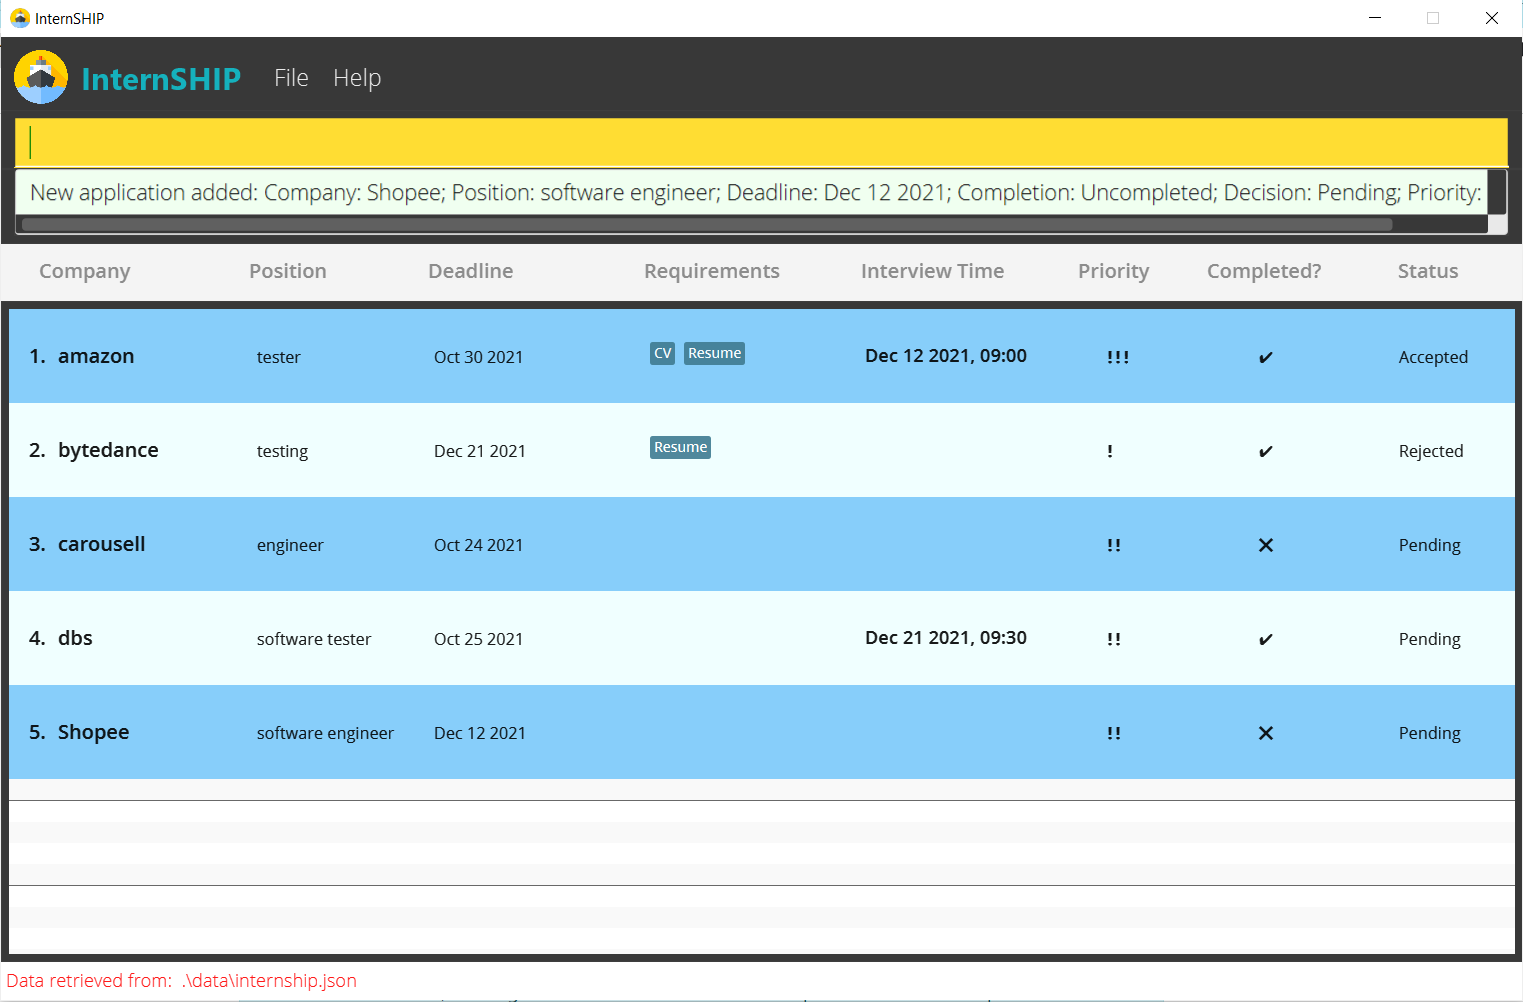 InternSHIP
InternSHIP File Help
New application added: Company: Shopee; Position: software engineer; Deadline: Dec 12 2021; Completion: Uncompleted; Decision: Pending; Priority:
Company Position Deadline Requirements Interview Time Priority Completed? Status
1. amazon tester Oct 30 2021 CV Resume Dec 12 2021, 09:00 !!! ✔ Accepted
2. bytedance testing Dec 21 2021 Resume ! ✔ Rejected
3. carousell engineer Oct 24 2021 !! ✕ Pending
4. dbs software tester Oct 25 2021 Dec 21 2021, 09:30 !! ✔ Pending
5. Shopee software engineer Dec 12 2021 !! ✕ Pending
Data retrieved from: .\data\internship.json